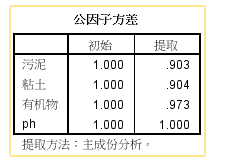 公因子方差
初始 提取
污泥 1.000 .903
粘土 1.000 .904
有机物 1.000 .973
ph 1.000 1.000
提取方法：主成份分析。